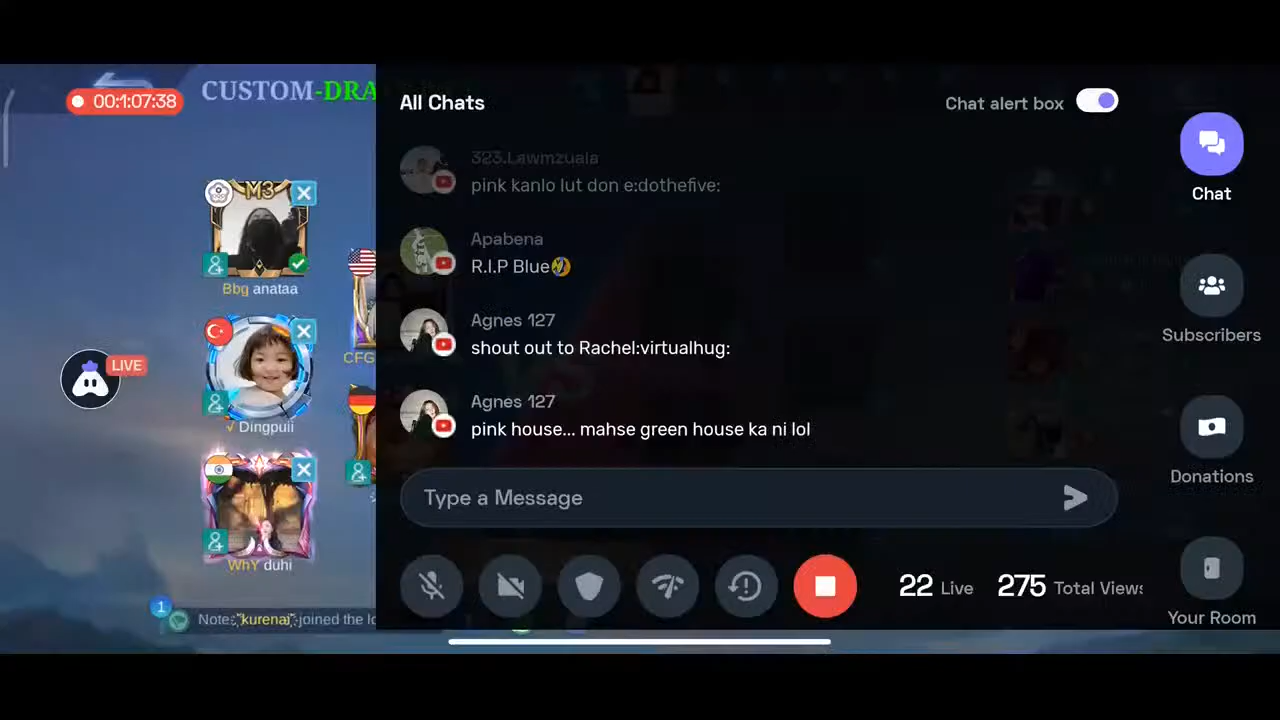 00:1:07:38
CUSTOM-DRA
All Chats
Chat alert box
323.Lawmzuala
pink kanlo lut don e:dothefive:
M3
Chat
Apabena
R.I.P Blue🤣
Bbg anataa
Agnes 127
shout out to Rachel:virtualhug:
Subscribers
CFG
LIVE
Agnes 127
pink house... mahse green house ka ni lol
√ Dingpuii
Type a Message
Donations
WhY duhi
22 Live
275 Total Views
1
Note: kurenai joined the lo
Your Room